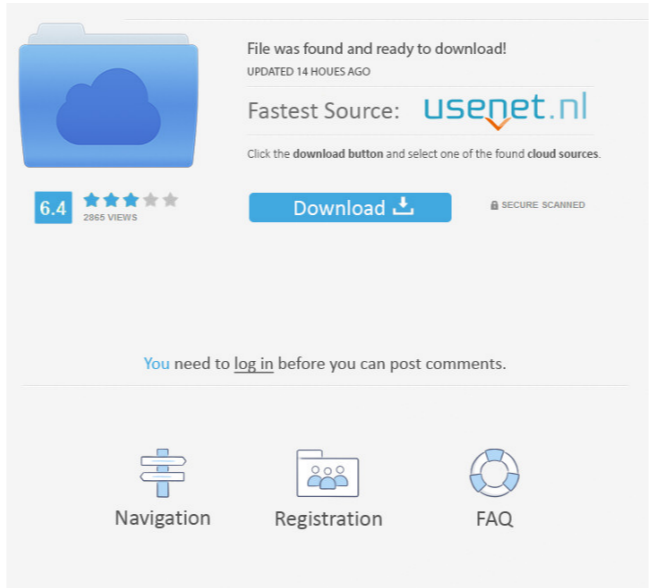 File was found and ready to download!
UPDATED 14 HOUES AGO
Fastest Source: usenet.nl
Click the download button and select one of the found cloud sources.
6.4
2865 VIEWS
Download
SECURE SCANNED
You need to log in before you can post comments.
Navigation
Registration
FAQ